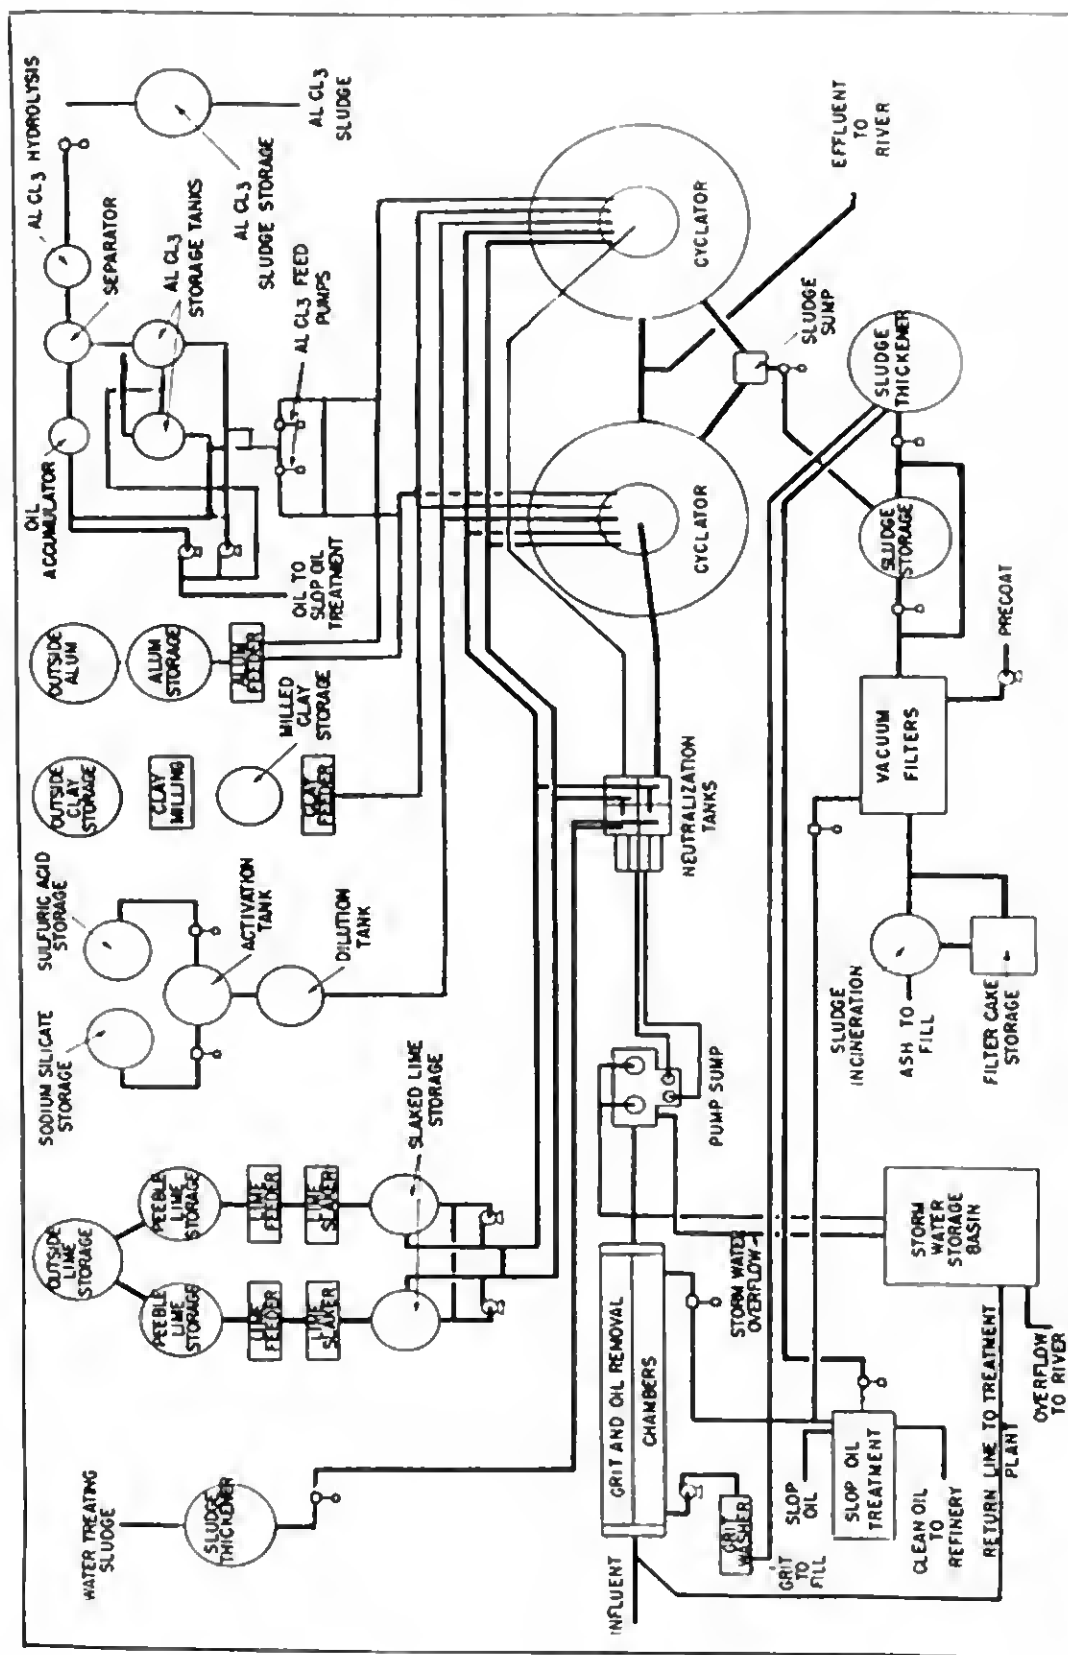 WATER TREATING
SLUDGE
SLUDGE
THICKENER
OUTSIDE
LIME
STORAGE
PEEBLE
LIME
STORAGE
PEEBLE
LIME
STORAGE
LIME
FEEDER
LIME
FEEDER
LIME
SLAKER
LIME
SLAKER
SLAKED LIME
STORAGE
SODIUM SILICATE
STORAGE
SULFURIC ACID
STORAGE
ACTIVATION
TANK
DILUTION
TANK
OUTSIDE
CLAY
STORAGE
CLAY
MILLING
MILLED
CLAY
STORAGE
CLAY
FEEDER
OUTSIDE
ALUM
ALUM
STORAGE
ALUM
FEEDER
OIL
ACCUMULATOR
OIL TO
SLOP OIL
TREATMENT
AL CL3 HYDROLYSIS
SEPARATOR
AL CL3
STORAGE TANKS
AL CL3
SLUDGE STORAGE
AL CL3 FEED
PUMPS
AL CL3
SLUDGE
INFLUENT
GRIT AND OIL REMOVAL
CHAMBERS
GRIT
WASHER
GRIT
TO
FILL
STORM WATER
OVERFLOW
PUMP SUMP
NEUTRALIZATION
TANKS
CYCLATOR
CYCLATOR
EFFLUENT
TO
RIVER
SLUDGE
SUMP
SLUDGE
THICKENER
SLUDGE
STORAGE
PRECOAT
VACUUM
FILTERS
SLUDGE
INCINERATION
ASH TO
FILL
FILTER CAKE
STORAGE
STORM
WATER
STORAGE
BASIN
SLOP
OIL
SLOP OIL
TREATMENT
CLEAN OIL
TO
REFINERY
RETURN LINE TO TREATMENT
PLANT
OVERFLOW
TO RIVER